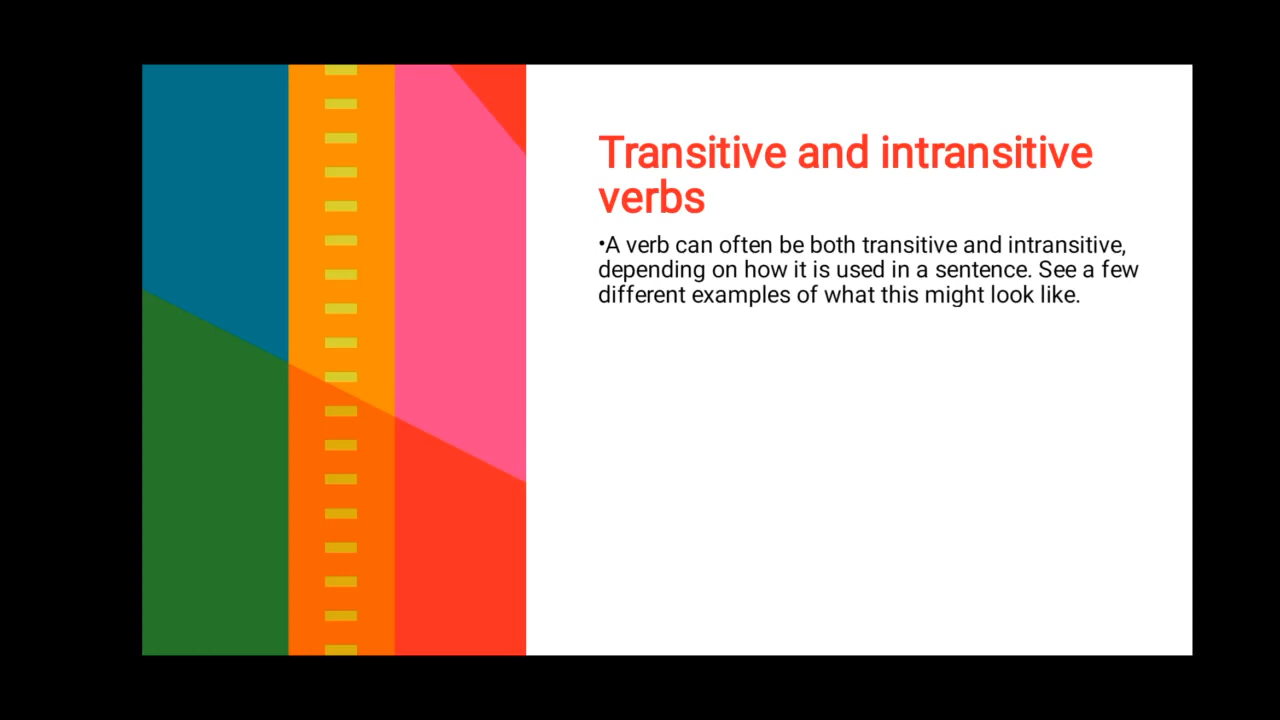 Transitive and intransitive
verbs
•A verb can often be both transitive and intransitive,
depending on how it is used in a sentence. See a few
different examples of what this might look like.